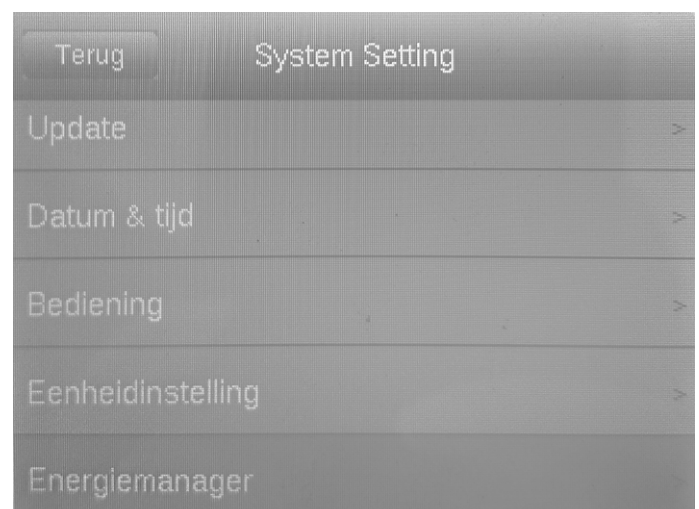 Terug
System Setting
Update
>
Datum & tijd
>
Bediening
>
Eenheidinstelling
>
Energiemanager